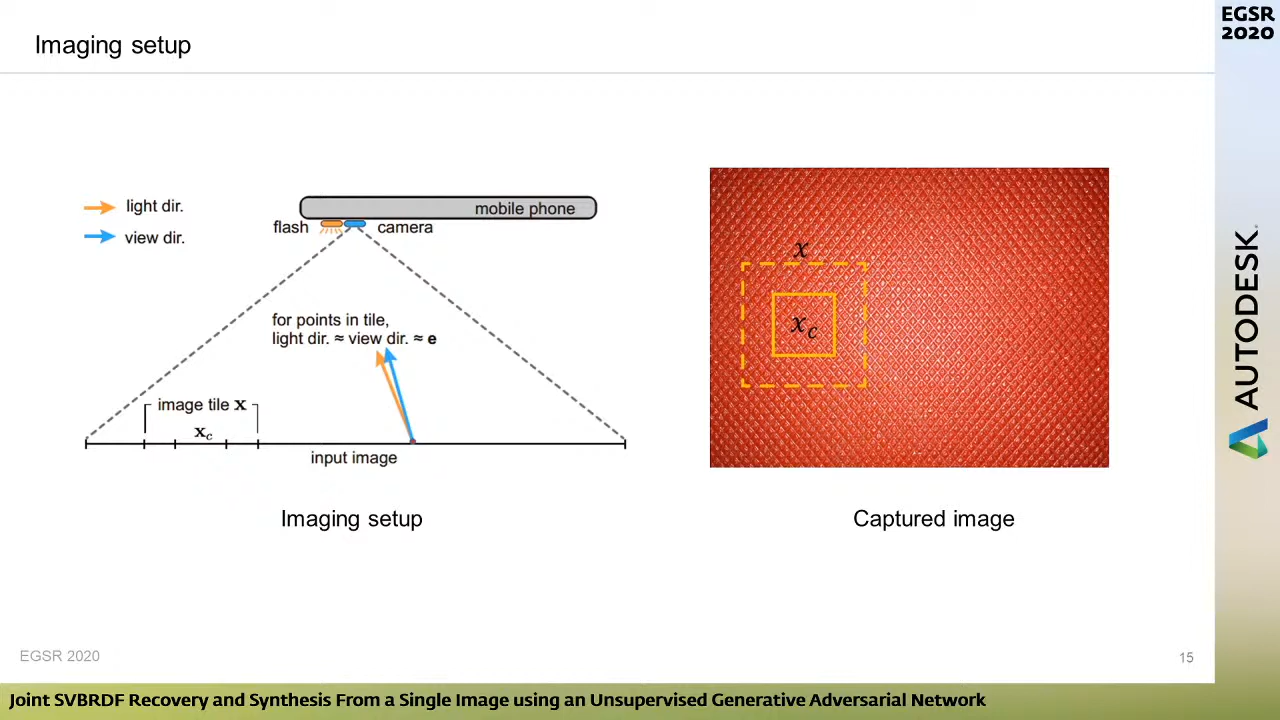 Imaging setup
EGSR
2020
light dir.
view dir.
mobile phone
flash
camera
for points in tile,
light dir. ≈ view dir. ≈ e
image tile x
x_c
input image
Imaging setup
x
x_c
Captured image
AUTODESK
EGSR 2020
15
Joint SVBRDF Recovery and Synthesis From a Single Image using an Unsupervised Generative Adversarial Network